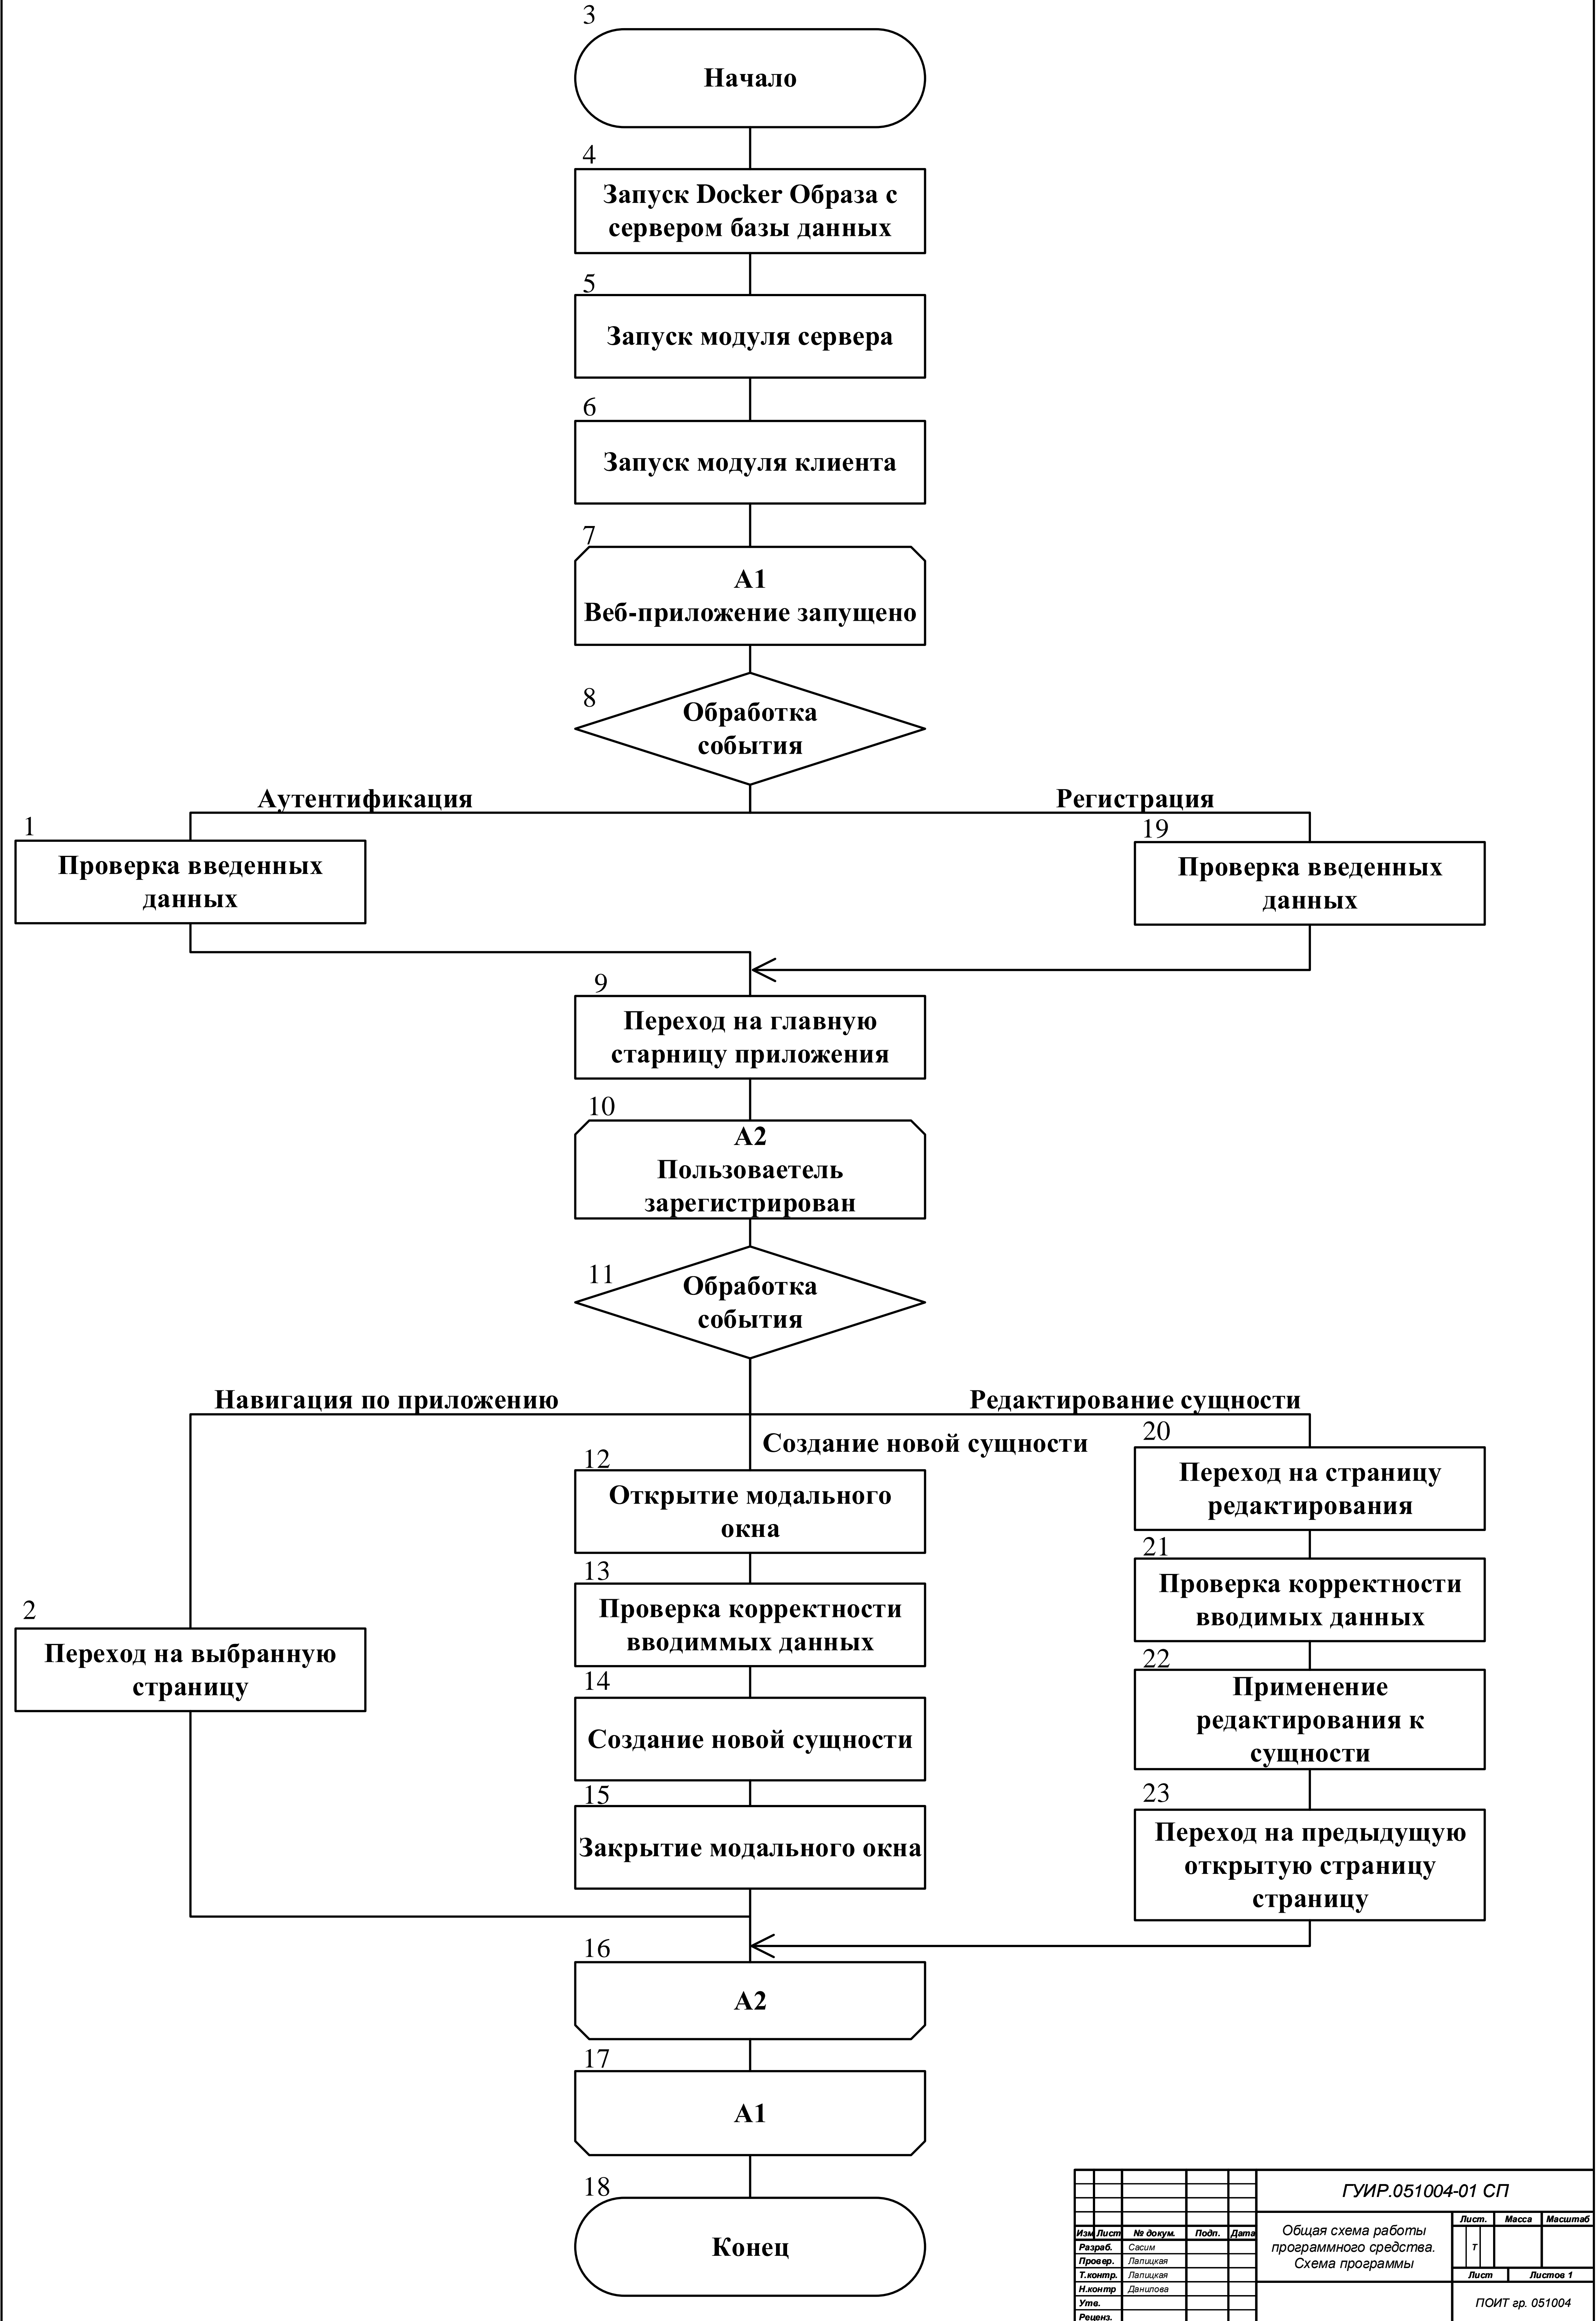 3
Начало
4
Запуск Docker Образа с
сервером базы данных
5
Запуск модуля сервера
6
Запуск модуля клиента
7
А1
Веб-приложение запущено
8
Обработка
события
Аутентификация
Регистрация
1
Проверка введенных
данных
19
Проверка введенных
данных
9
Переход на главную
старницу приложения
10
А2
Пользоваетель
зарегистрирован
11
Обработка
события
Навигация по приложению
Редактирование сущности
Создание новой сущности
2
Переход на выбранную
страницу
12
Открытие модального
окна
13
Проверка корректности
вводиммых данных
14
Создание новой сущности
15
Закрытие модального окна
20
Переход на страницу
редактирования
21
Проверка корректности
вводимых данных
22
Применение
редактирования к
сущности
23
Переход на предыдущую
открытую страницу
страницу
16
А2
17
А1
18
Конец
ГУИР.051004-01 СП
Изм Лист № докум. Подп. Дата
Разраб. Сасим
Провер. Лапицкая
Т.контр. Лапицкая
Н.контр Данилова
Утв.
Реценз.
Общая схема работы
программного средства.
Схема программы
Лист. Масса Масштаб
Т
Лист Листов 1
ПОИТ гр. 051004